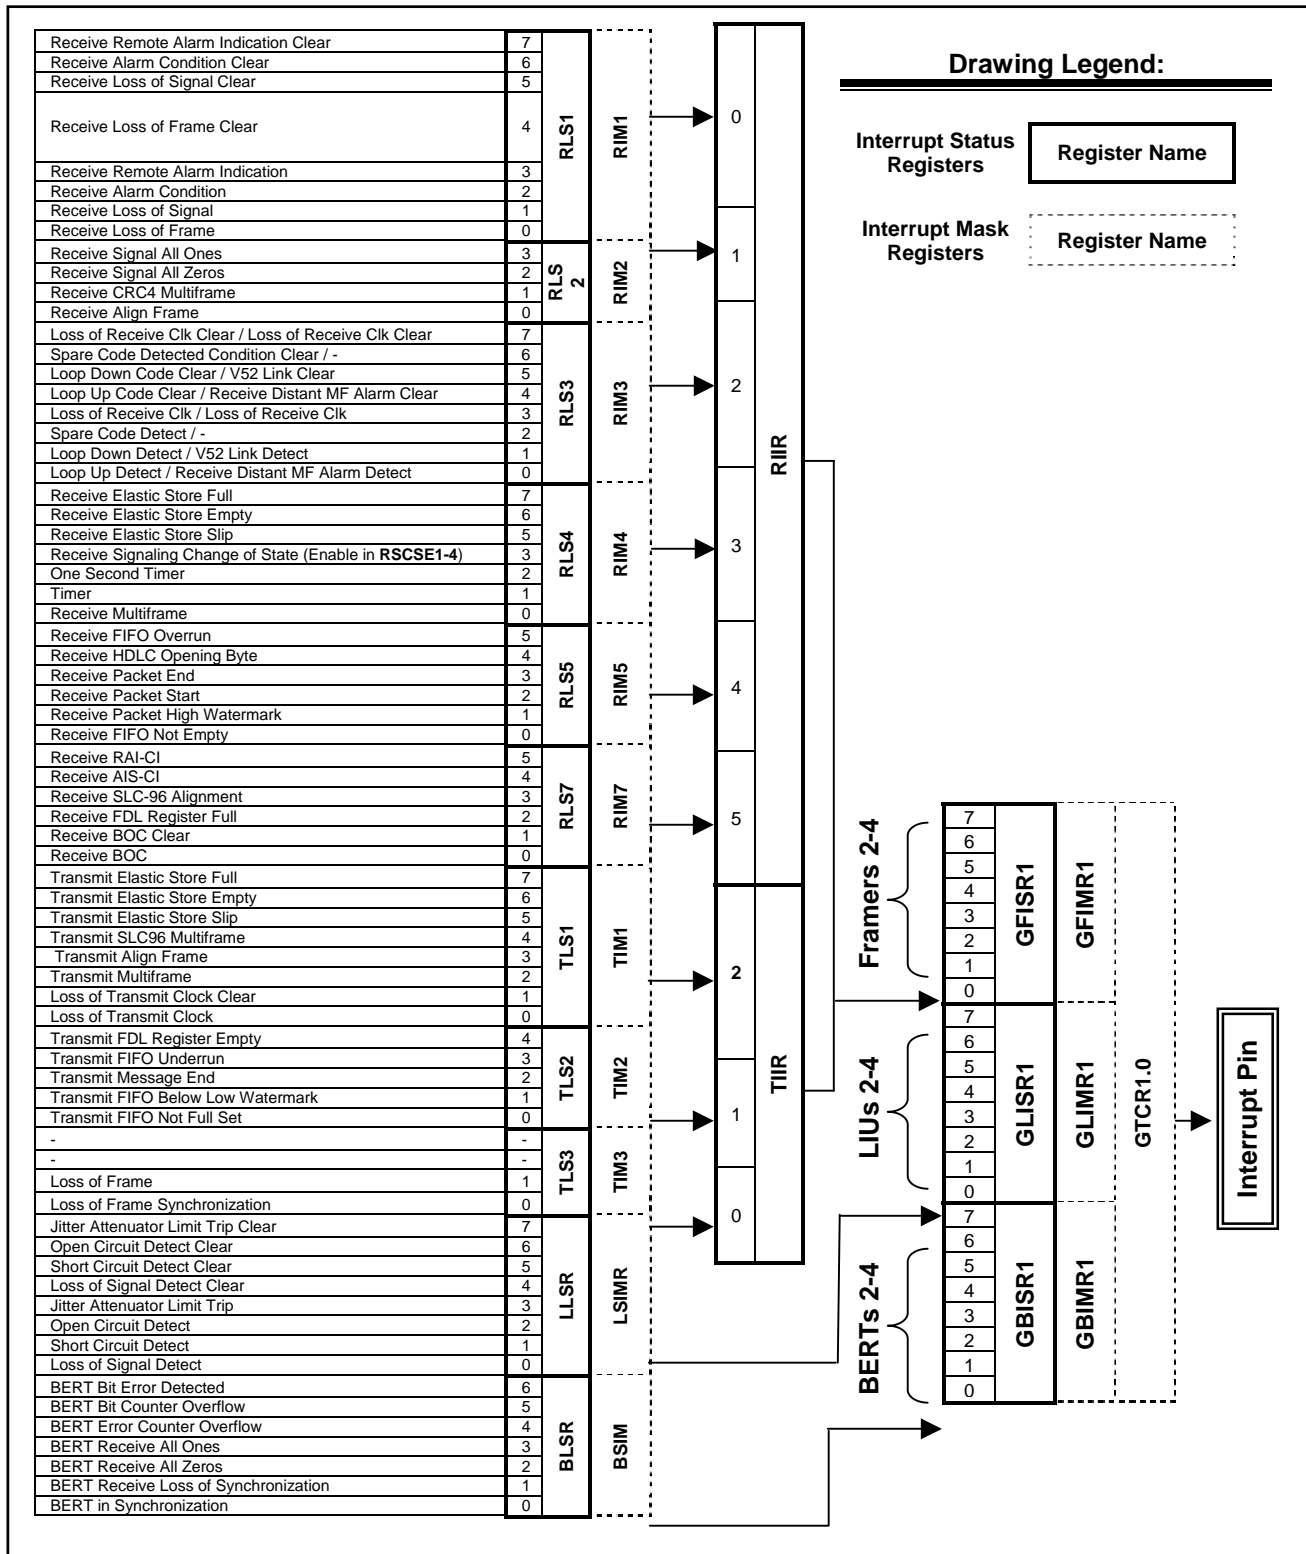 Receive Remote Alarm Indication Clear 7
Receive Alarm Condition Clear 6
Receive Loss of Signal Clear 5
Receive Loss of Frame Clear 4
Receive Remote Alarm Indication 3
Receive Alarm Condition 2
Receive Loss of Signal 1
Receive Loss of Frame 0
RLS1
RIM1
Receive Signal All Ones 3
Receive Signal All Zeros 2
Receive CRC4 Multiframe 1
Receive Align Frame 0
RLS
2
RIM2
Loss of Receive Clk Clear / Loss of Receive Clk Clear 7
Spare Code Detected Condition Clear / - 6
Loop Down Code Clear / V52 Link Clear 5
Loop Up Code Clear / Receive Distant MF Alarm Clear 4
Loss of Receive Clk / Loss of Receive Clk 3
Spare Code Detect / - 2
Loop Down Detect / V52 Link Detect 1
Loop Up Detect / Receive Distant MF Alarm Detect 0
RLS3
RIM3
Receive Elastic Store Full 7
Receive Elastic Store Empty 6
Receive Elastic Store Slip 5
Receive Signaling Change of State (Enable in RSCSE1-4) 3
One Second Timer 2
Timer 1
Receive Multiframe 0
RLS4
RIM4
Receive FIFO Overrun 5
Receive HDLC Opening Byte 4
Receive Packet End 3
Receive Packet Start 2
Receive Packet High Watermark 1
Receive FIFO Not Empty 0
RLS5
RIM5
Receive RAI-CI 5
Receive AIS-CI 4
Receive SLC-96 Alignment 3
Receive FDL Register Full 2
Receive BOC Clear 1
Receive BOC 0
RLS7
RIM7
Transmit Elastic Store Full 7
Transmit Elastic Store Empty 6
Transmit Elastic Store Slip 5
Transmit SLC96 Multiframe 4
Transmit Align Frame 3
Transmit Multiframe 2
Loss of Transmit Clock Clear 1
Loss of Transmit Clock 0
TLS1
TIM1
Transmit FDL Register Empty 4
Transmit FIFO Underrun 3
Transmit Message End 2
Transmit FIFO Below Low Watermark 1
Transmit FIFO Not Full Set 0
TLS2
TIM2
- -
- -
Loss of Frame 1
Loss of Frame Synchronization 0
TLS3
TIM3
Jitter Attenuator Limit Trip Clear 7
Open Circuit Detect Clear 6
Short Circuit Detect Clear 5
Loss of Signal Detect Clear 4
Jitter Attenuator Limit Trip 3
Open Circuit Detect 2
Short Circuit Detect 1
Loss of Signal Detect 0
LLSR
LSIMR
BERT Bit Error Detected 6
BERT Bit Counter Overflow 5
BERT Error Counter Overflow 4
BERT Receive All Ones 3
BERT Receive All Zeros 2
BERT Receive Loss of Synchronization 1
BERT in Synchronization 0
BLSR
BSIM
0
1
2
3
4
5
RIIR
2
1
0
TIIR
Drawing Legend:
Interrupt Status
Registers
Register Name
Interrupt Mask
Registers
Register Name
Framers 2-4
7
6
5
4
3
2
1
0
GFISR1
GFIMR1
LIUs 2-4
7
6
5
4
3
2
1
0
GLISR1
GLIMR1
BERTs 2-4
7
6
5
4
3
2
1
0
GBISR1
GBIMR1
GTCR1.0
Interrupt Pin